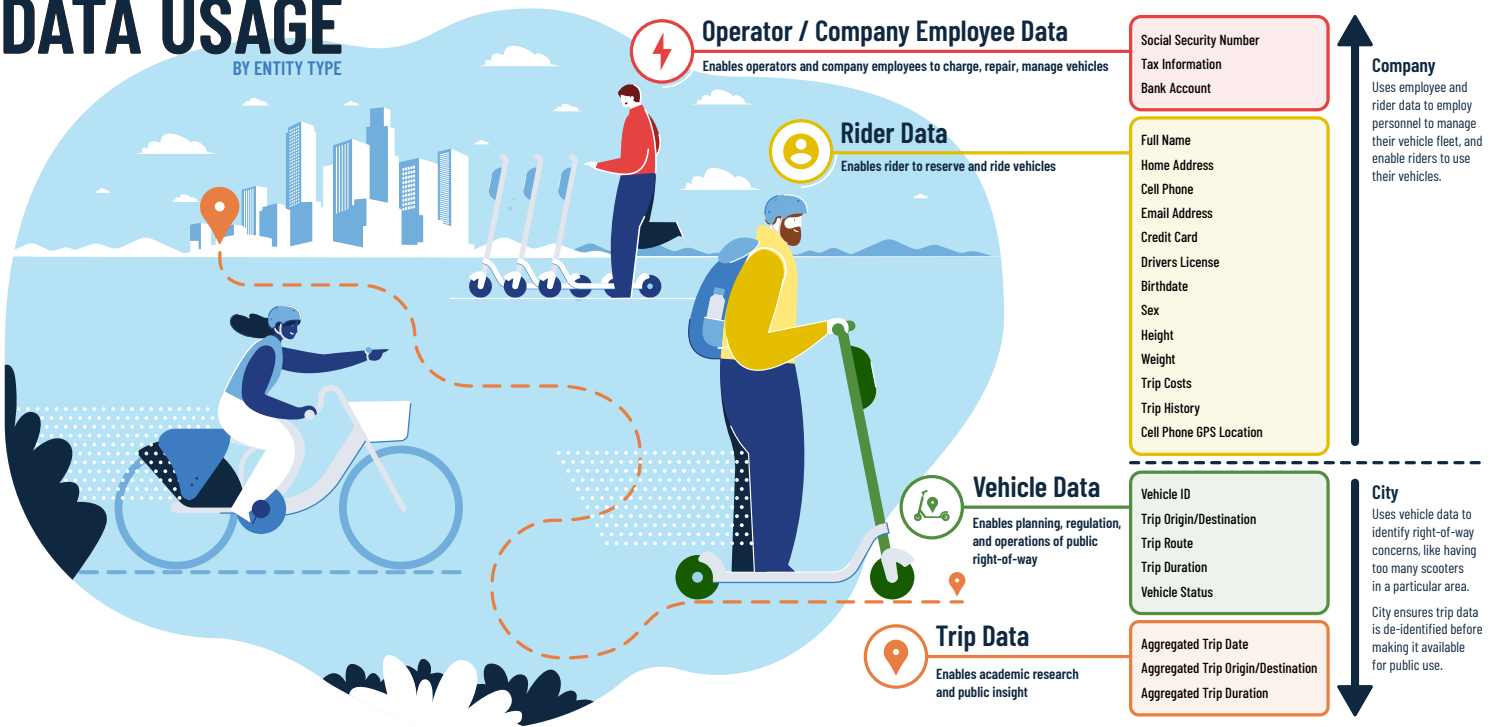 DATA USAGE
BY ENTITY TYPE
Operator / Company Employee Data
Enables operators and company employees to charge, repair, manage vehicles
Social Security Number
Tax Information
Bank Account
Rider Data
Enables rider to reserve and ride vehicles
Full Name
Home Address
Cell Phone
Email Address
Credit Card
Drivers License
Birthdate
Sex
Height
Weight
Trip Costs
Trip History
Cell Phone GPS Location
Company
Uses employee and
rider data to employ
personnel to manage
their vehicle fleet, and
enable riders to use
their vehicles.
Vehicle Data
Enables planning, regulation,
and operations of public
right-of-way
Vehicle ID
Trip Origin/Destination
Trip Route
Trip Duration
Vehicle Status
Trip Data
Enables academic research
and public insight
Aggregated Trip Date
Aggregated Trip Origin/Destination
Aggregated Trip Duration
City
Uses vehicle data to
identify right-of-way
concerns, like having
too many scooters
in a particular area.
City ensures trip data
is de-identified before
making it available
for public use.